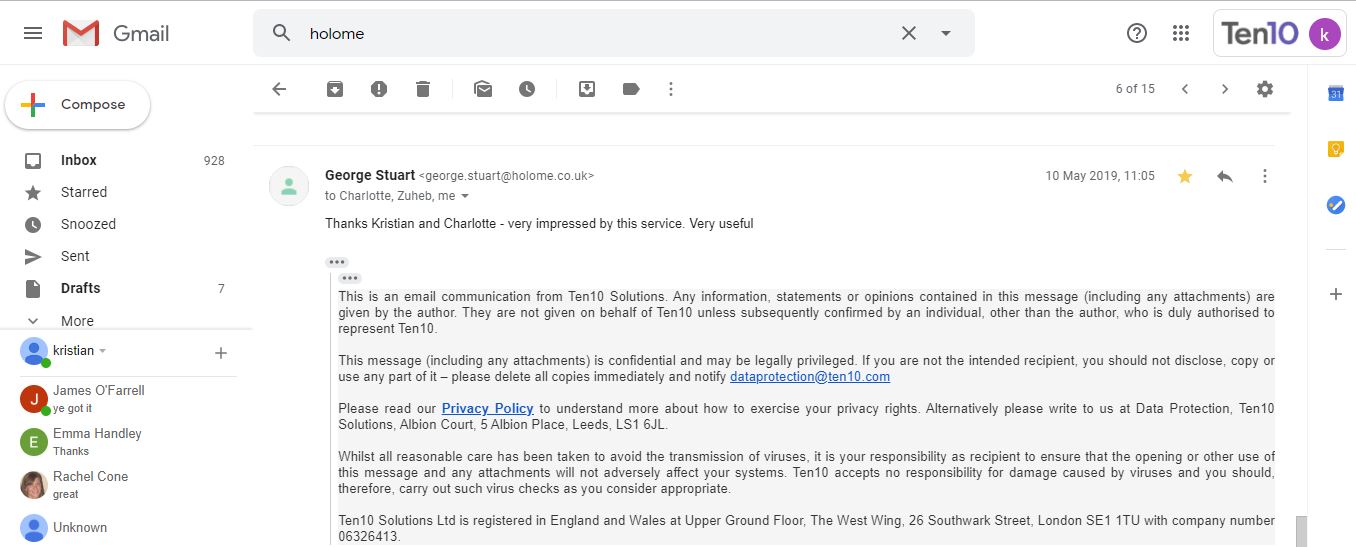 Gmail
holome
Ten10
k
Compose
6 of 15
31
Inbox 928
Starred
Snoozed
Sent
Drafts 7
More
George Stuart <george.stuart@holome.co.uk>
10 May 2019, 11:05
to Charlotte, Zuheb, me
Thanks Kristian and Charlotte - very impressed by this service. Very useful
This is an email communication from Ten10 Solutions. Any information, statements or opinions contained in this message (including any attachments) are
given by the author. They are not given on behalf of Ten10 unless subsequently confirmed by an individual, other than the author, who is duly authorised to
represent Ten10.
This message (including any attachments) is confidential and may be legally privileged. If you are not the intended recipient, you should not disclose, copy or
use any part of it – please delete all copies immediately and notify dataprotection@ten10.com
Please read our Privacy Policy to understand more about how to exercise your privacy rights. Alternatively please write to us at Data Protection, Ten10
Solutions, Albion Court, 5 Albion Place, Leeds, LS1 6JL.
Whilst all reasonable care has been taken to avoid the transmission of viruses, it is your responsibility as recipient to ensure that the opening or other use of
this message and any attachments will not adversely affect your systems. Ten10 accepts no responsibility for damage caused by viruses and you should,
therefore, carry out such virus checks as you consider appropriate.
Ten10 Solutions Ltd is registered in England and Wales at Upper Ground Floor, The West Wing, 26 Southwark Street, London SE1 1TU with company number
06326413.
kristian
J
James O'Farrell
ye got it
E
Emma Handley
Thanks
Rachel Cone
great
Unknown